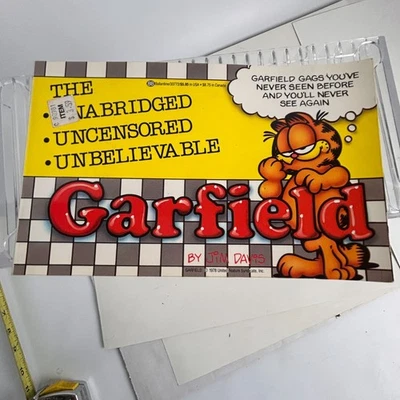 THE
• UNABRIDGED
• UNCENSORED
• UNBELIEVABLE
GARFIELD GAGS YOU'VE
NEVER SEEN BEFORE
AND YOU'LL NEVER
SEE AGAIN
Garfield
BY JIM DAVIS